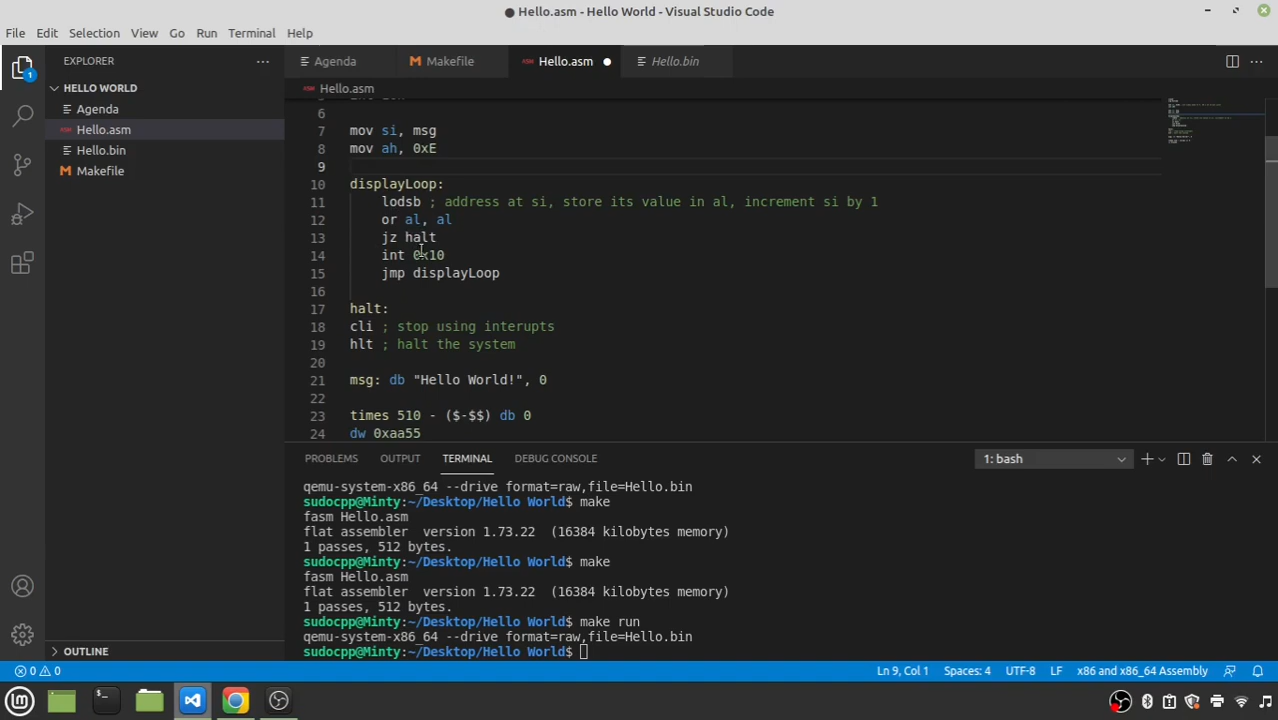 ● Hello.asm - Hello World - Visual Studio Code
File Edit Selection View Go Run Terminal Help
EXPLORER
Agenda Makefile Hello.asm Hello.bin
HELLO WORLD
Hello.asm
Agenda
Hello.asm
Hello.bin
Makefile
6
7 mov si, msg
8 mov ah, 0xE
9
10 displayLoop:
11 lodsb ; address at si, store its value in al, increment si by 1
12 or al, al
13 jz halt
14 int 0x10
15 jmp displayLoop
16
17 halt:
18 cli ; stop using interupts
19 hlt ; halt the system
20
21 msg: db "Hello World!", 0
22
23 times 510 - ($-$$) db 0
24 dw 0xaa55
PROBLEMS OUTPUT TERMINAL DEBUG CONSOLE 1: bash
qemu-system-x86_64 --drive format=raw,file=Hello.bin
sudocpp@Minty:~/Desktop/Hello World$ make
fasm Hello.asm
flat assembler version 1.73.22 (16384 kilobytes memory)
1 passes, 512 bytes.
sudocpp@Minty:~/Desktop/Hello World$ make
fasm Hello.asm
flat assembler version 1.73.22 (16384 kilobytes memory)
1 passes, 512 bytes.
sudocpp@Minty:~/Desktop/Hello World$ make run
qemu-system-x86_64 --drive format=raw,file=Hello.bin
sudocpp@Minty:~/Desktop/Hello World$
OUTLINE
0 0 Ln 9, Col 1 Spaces: 4 UTF-8 LF x86 and x86_64 Assembly